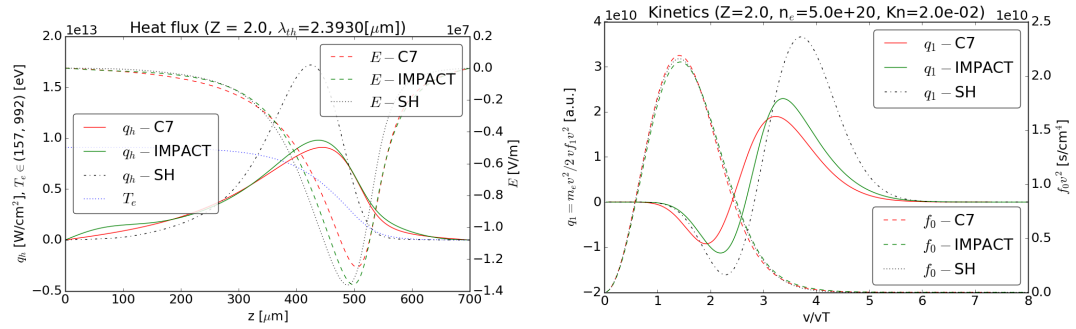 1e13
Heat flux (Z = 2.0, λth=2.3930[μm])
1e7
2.0
1.5
1.0
0.5
0.0
−0.5
qh [W/cm²], Te ∈ (157, 992) [eV]
E − C7
E − IMPACT
E − SH
qh − C7
qh − IMPACT
qh − SH
Te
0.2
0.0
−0.2
−0.4
−0.6
−0.8
−1.0
−1.2
−1.4
E [V/m]
0 100 200 300 400 500 600 700
z [μm]
1e10
Kinetics (Z=2.0, ne=5.0e+20, Kn=2.0e-02)
1e10
4
3
2
1
0
−1
−2
q1 = mev²/2 vf1v² [a.u.]
q1 − C7
q1 − IMPACT
q1 − SH
f0 − C7
f0 − IMPACT
f0 − SH
2.5
2.0
1.5
1.0
0.5
0.0
f0v² [s/cm⁴]
0 1 2 3 4 5 6 7 8
v/vT